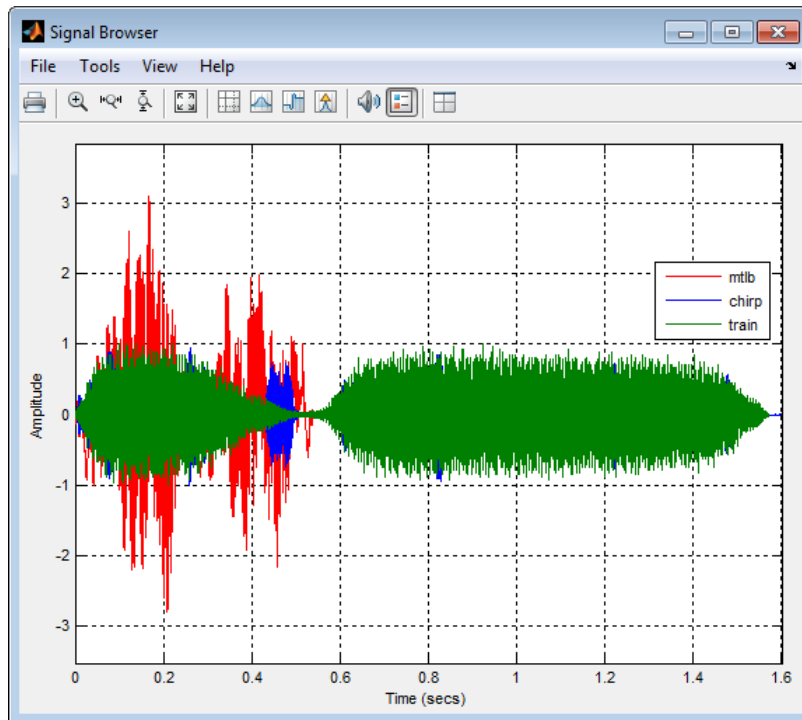 Signal Browser
File Tools View Help
3
2
1
0
-1
-2
-3
Amplitude
mtlb
chirp
train
0 0.2 0.4 0.6 0.8 1 1.2 1.4 1.6
Time (secs)